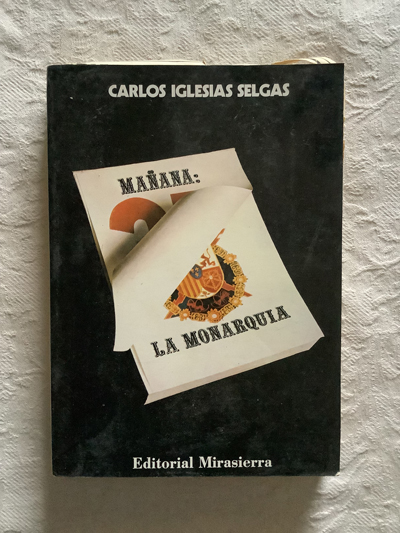 CARLOS IGLESIAS SELGAS
MAÑANA:
LA MONARQUIA
Editorial Mirasierra